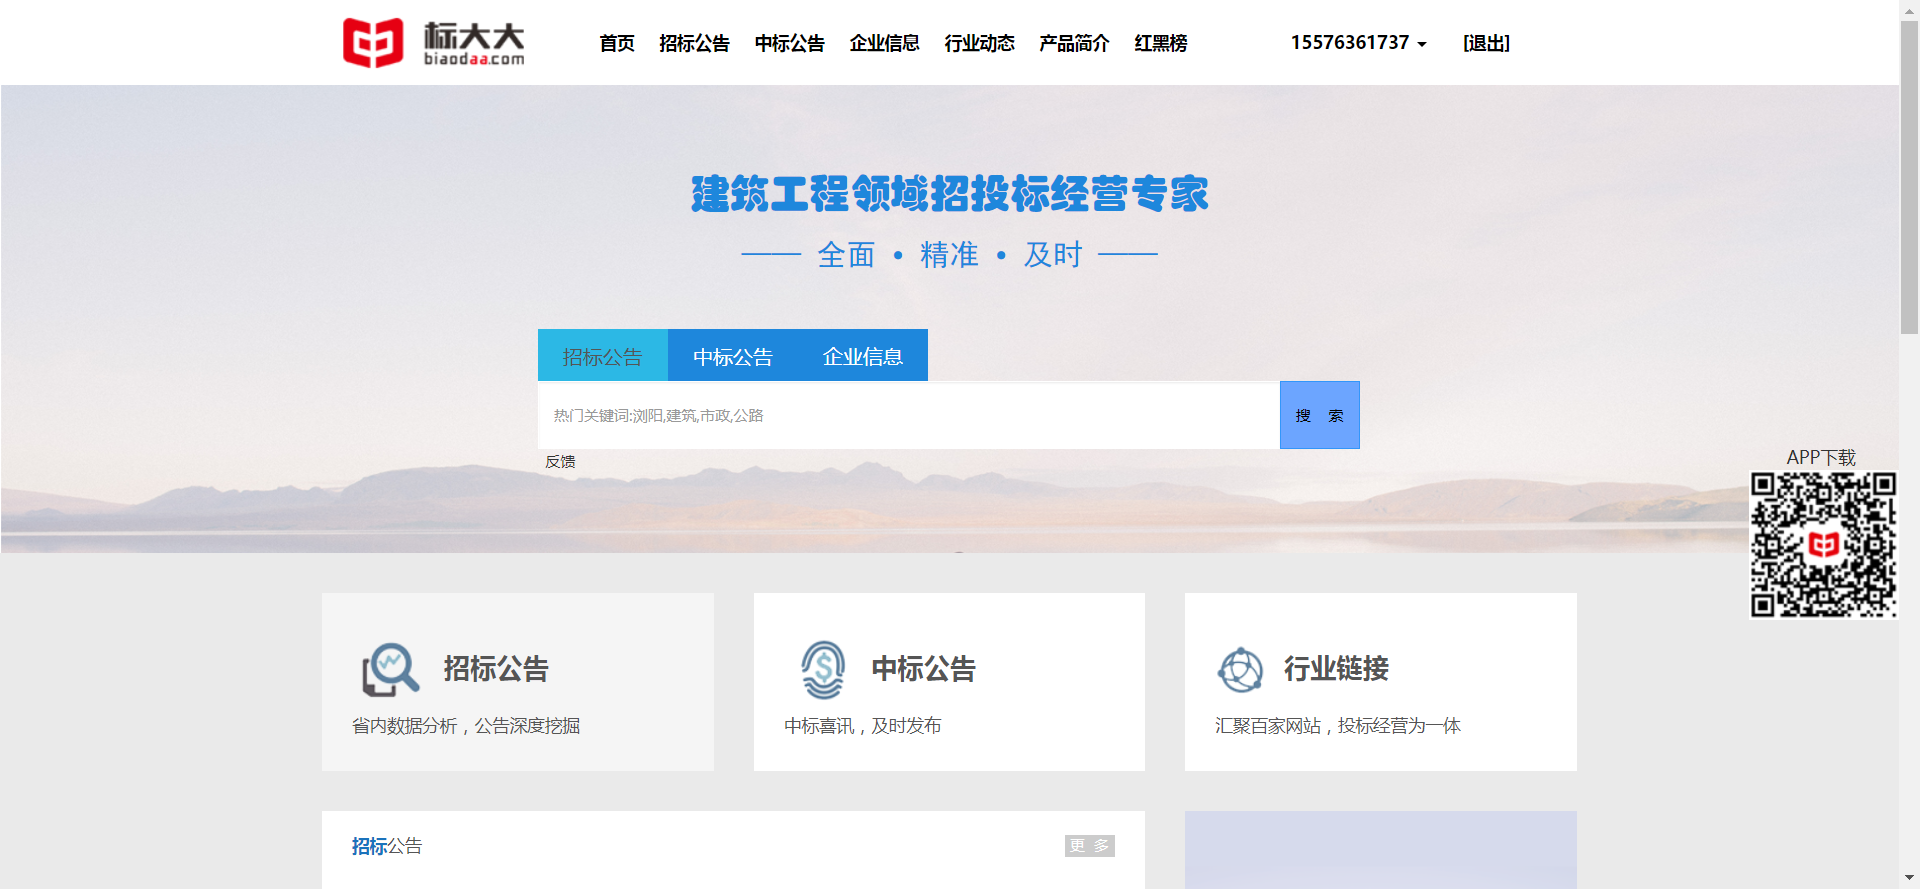 标大大
biaodaa.com
首页 招标公告 中标公告 企业信息 行业动态 产品简介 红黑榜 15576361737 [退出]
建筑工程领域招投标经营专家
—— 全面 • 精准 • 及时 ——
招标公告 中标公告 企业信息
热门关键词:浏阳,建筑,市政,公路 搜 索
反馈
APP下载
招标公告
省内数据分析，公告深度挖掘
中标公告
中标喜讯，及时发布
行业链接
汇聚百家网站，投标经营为一体
招标公告 更 多